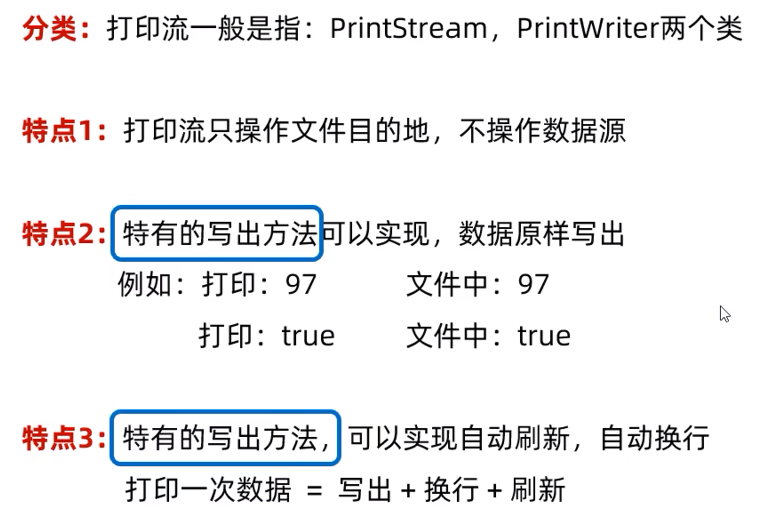 分类：打印流一般是指：PrintStream，PrintWriter两个类
特点1：打印流只操作文件目的地，不操作数据源
特点2：特有的写出方法可以实现，数据原样写出
例如：打印：97 文件中：97
打印：true 文件中：true
特点3：特有的写出方法，可以实现自动刷新，自动换行
打印一次数据 = 写出 + 换行 + 刷新